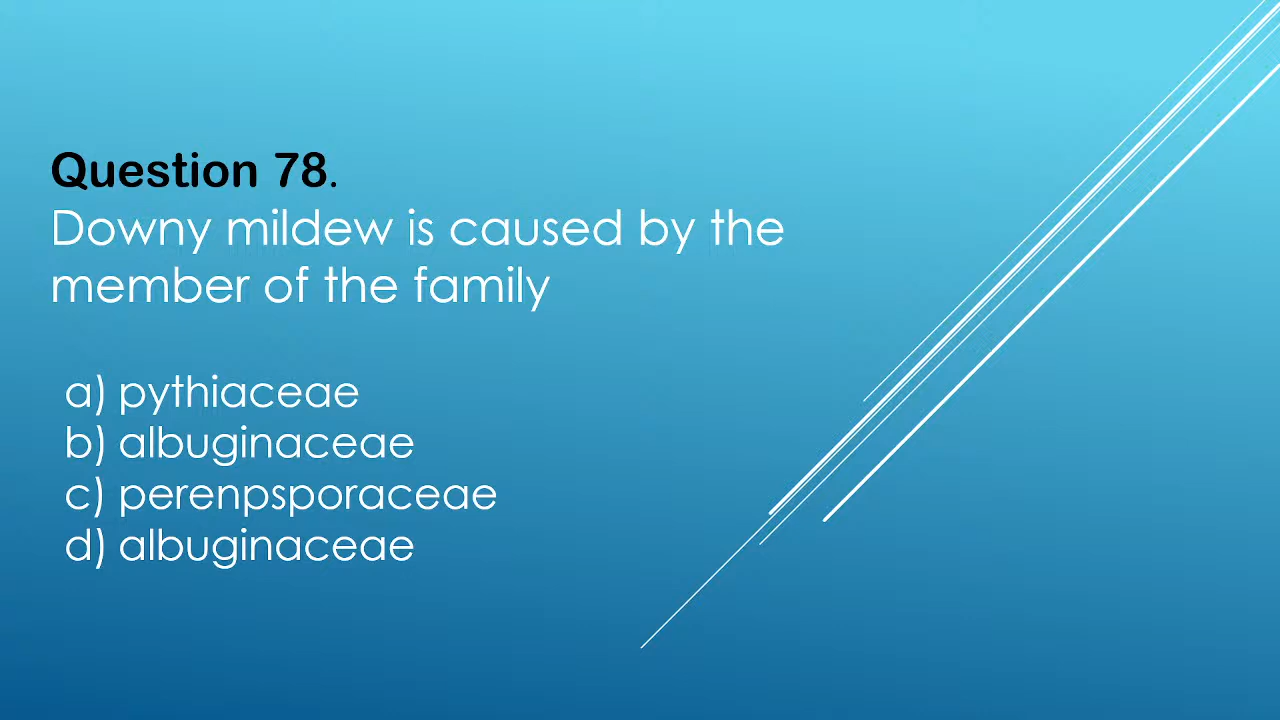 Question 78.
Downy mildew is caused by the
member of the family
a) pythiaceae
b) albuginaceae
c) perenpsporaceae
d) albuginaceae